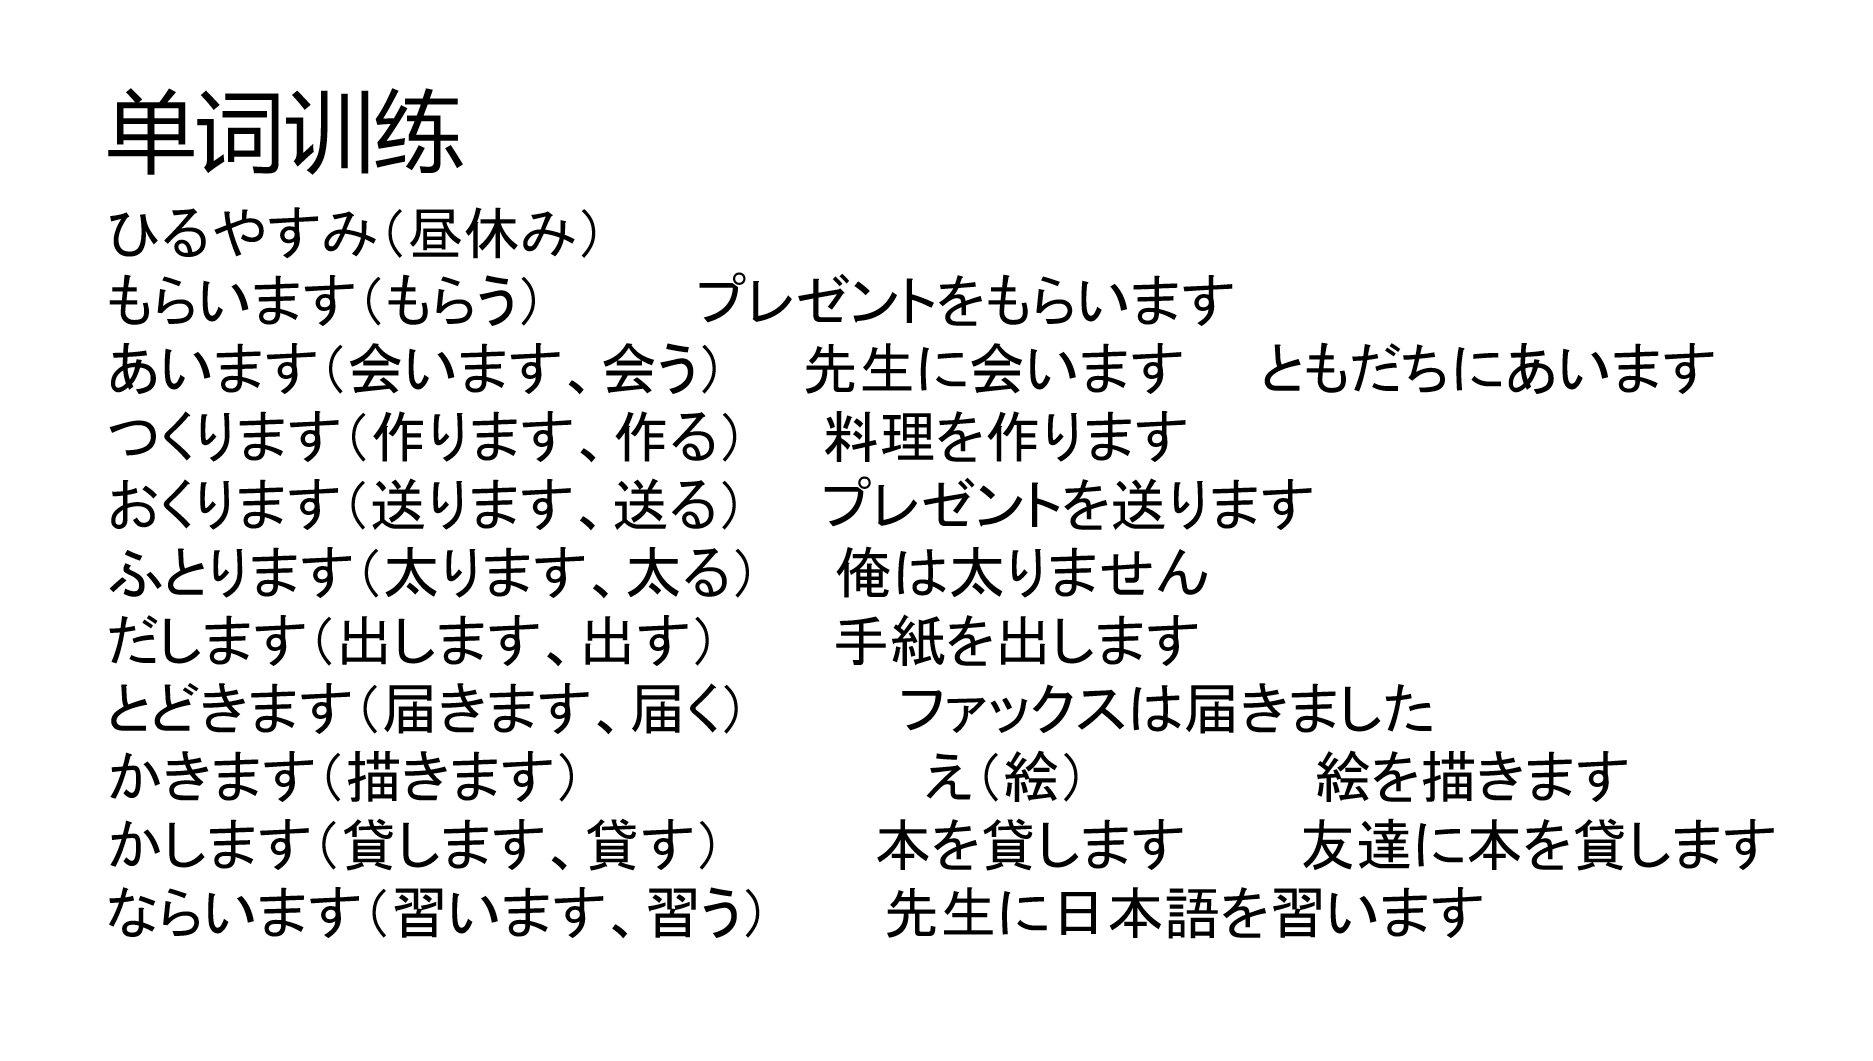 单词训练
ひるやすみ（昼休み）
もらいます（もらう）　　　プレゼントをもらいます
あいます（会います、会う）　先生に会います　ともだちにあいます
つくります（作ります、作る）　料理を作ります
おくります（送ります、送る）　プレゼントを送ります
ふとります（太ります、太る）　俺は太りません
だします（出します、出す）　　手紙を出します
とどきます（届きます、届く）　　　ファックスは届きました
かきます（描きます）　　　　　　え（絵）　　　　絵を描きます
かします（貸します、貸す）　　　本を貸します　　友達に本を貸します
ならいます（習います、習う）　　先生に日本語を習います